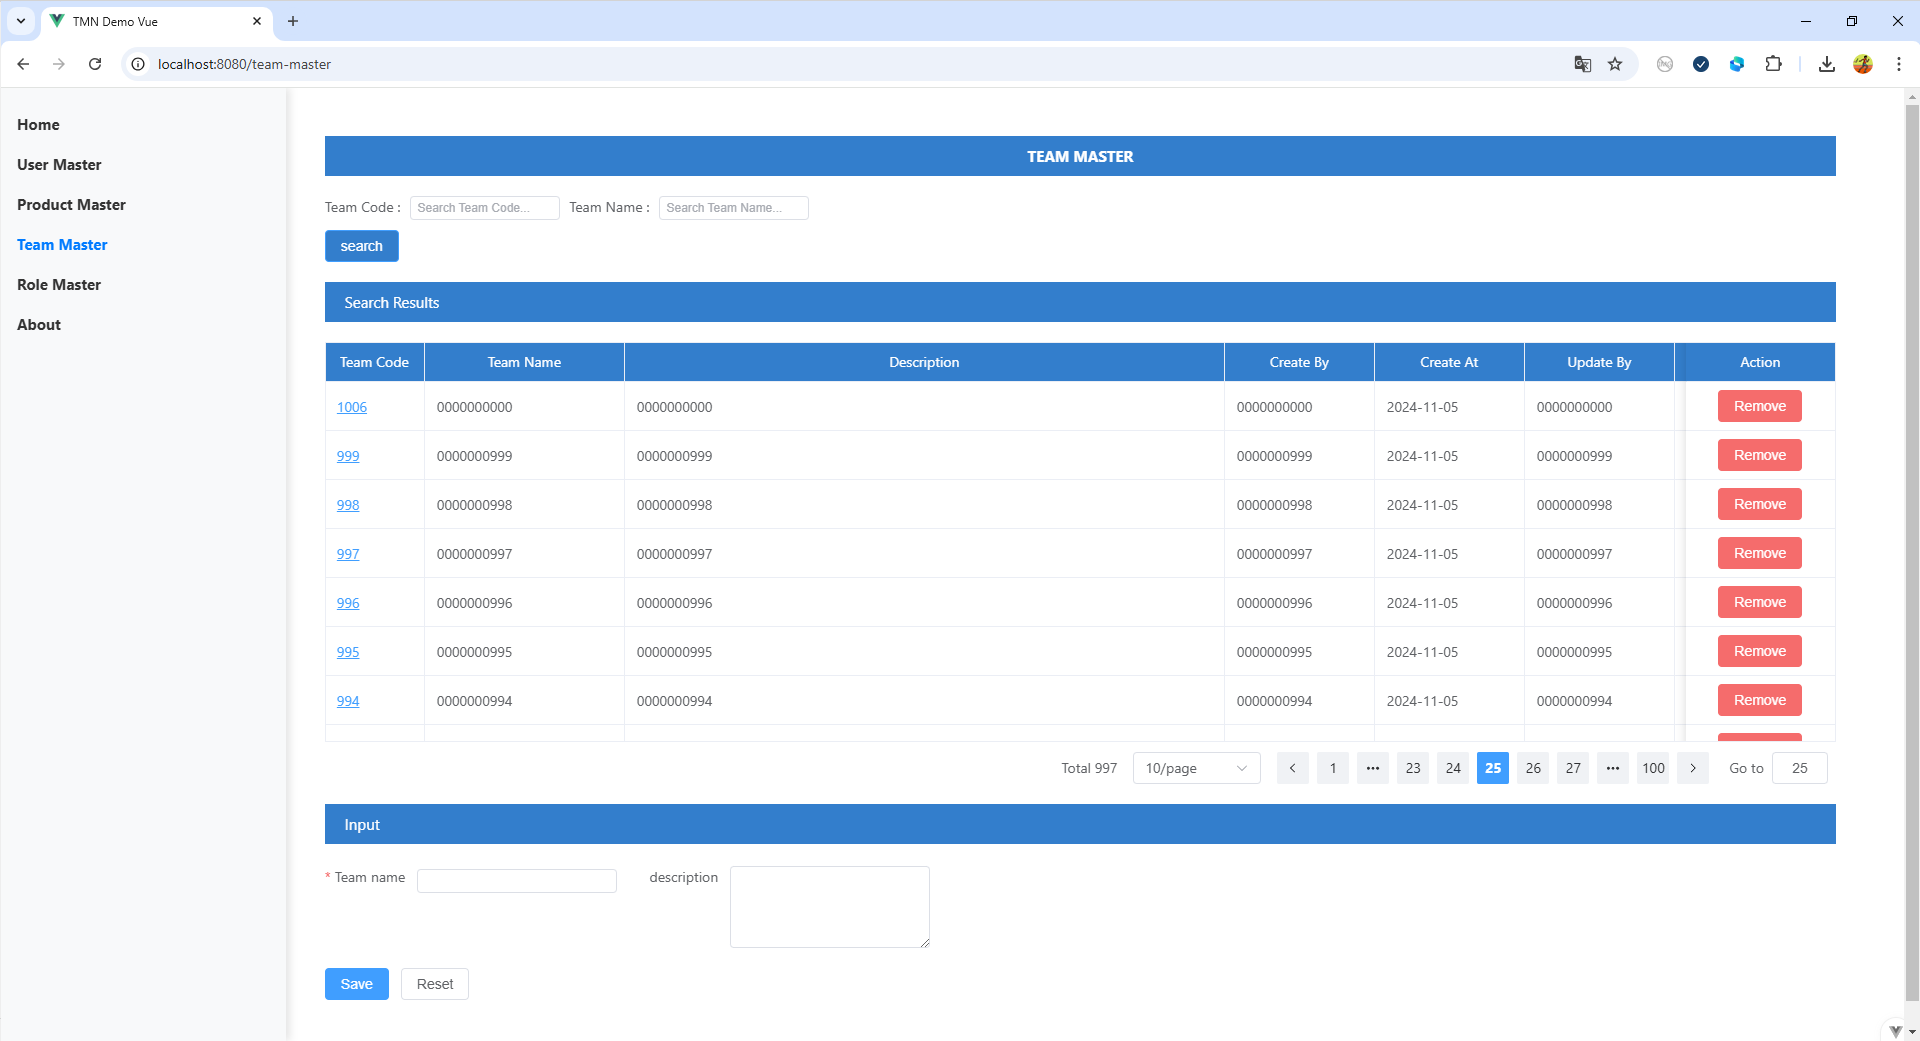 TMN Demo Vue
localhost:8080/team-master
Home
User Master
Product Master
Team Master
Role Master
About
TEAM MASTER
Team Code : Search Team Code... Team Name : Search Team Name...
search
Search Results
Team Code Team Name Description Create By Create At Update By Action
1006 0000000000 0000000000 0000000000 2024-11-05 0000000000 Remove
999 0000000999 0000000999 0000000999 2024-11-05 0000000999 Remove
998 0000000998 0000000998 0000000998 2024-11-05 0000000998 Remove
997 0000000997 0000000997 0000000997 2024-11-05 0000000997 Remove
996 0000000996 0000000996 0000000996 2024-11-05 0000000996 Remove
995 0000000995 0000000995 0000000995 2024-11-05 0000000995 Remove
994 0000000994 0000000994 0000000994 2024-11-05 0000000994 Remove
Total 997 10/page 1 ••• 23 24 25 26 27 ••• 100 Go to 25
Input
* Team name description
Save Reset